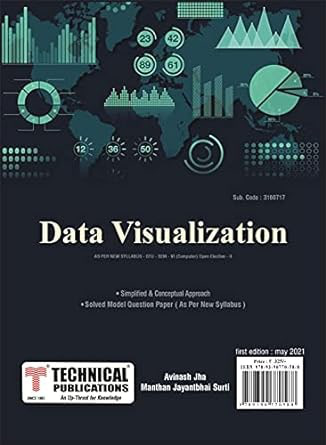 23 42
89 61
12 36 50
Sub. Code : 3160717
Data Visualization
AS PER NEW SYLLABUS - GTU - SEM - VI (Computer) Open Elective - II
• Simplified & Conceptual Approach
• Solved Model Question Paper ( As Per New Syllabus )
first edition : may 2021
TECHNICAL
PUBLICATIONS
SINCE 1993
An Up-Thrust for Knowledge
Avinash Jha
Manthan Jayantbhai Surti